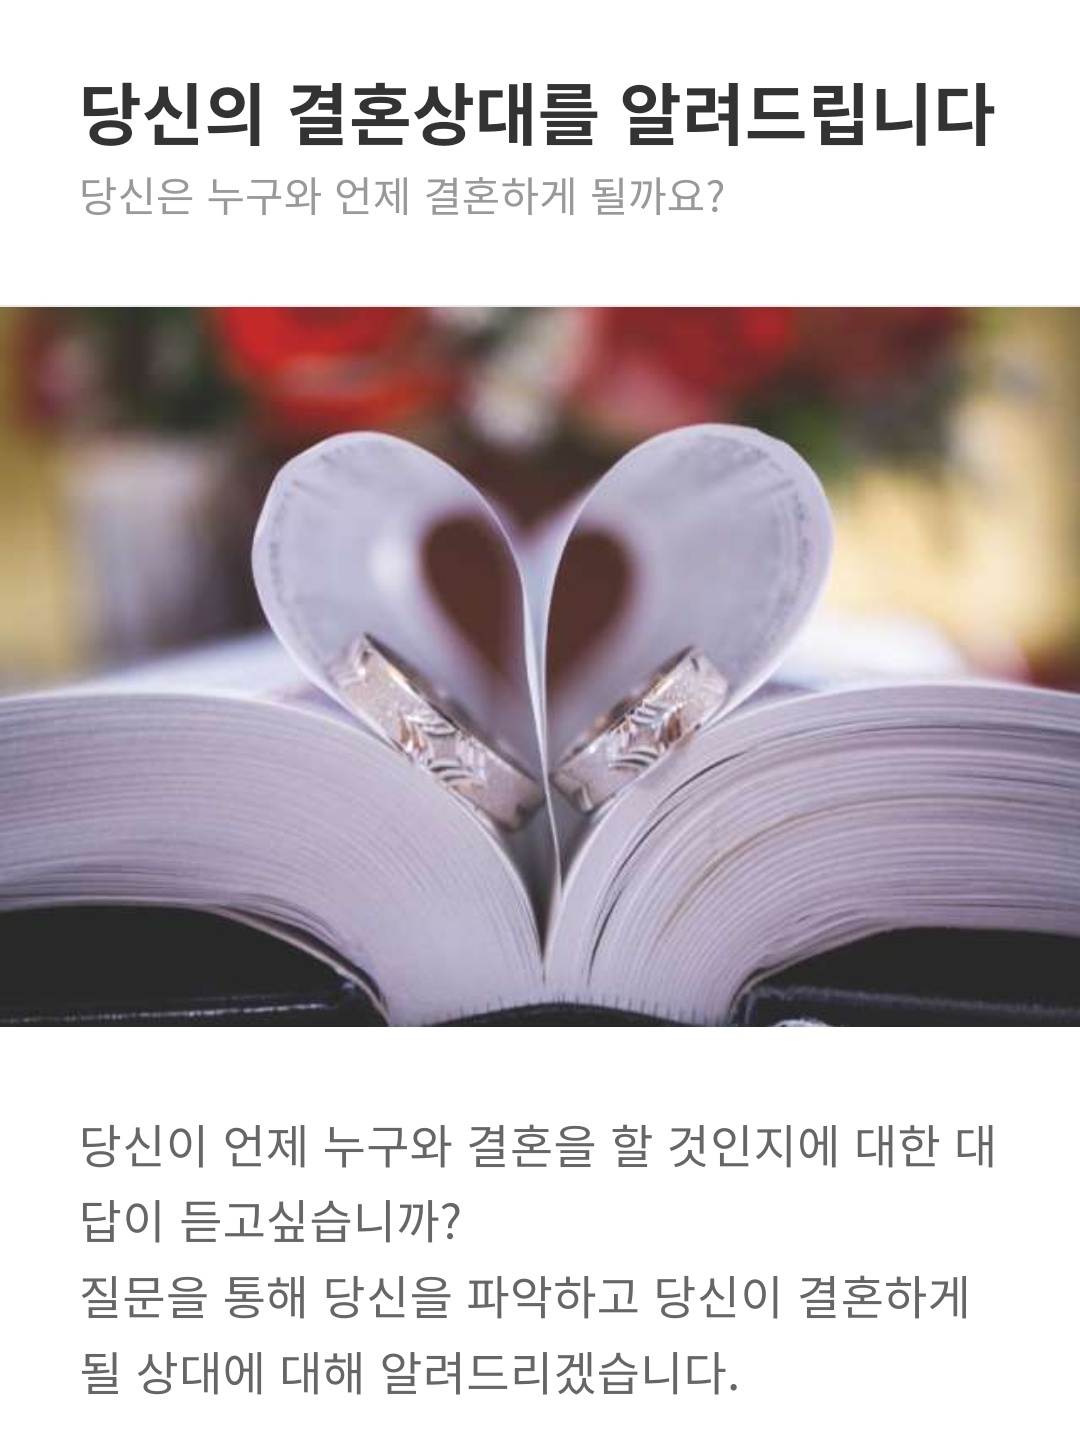 당신의 결혼상대를 알려드립니다
당신은 누구와 언제 결혼하게 될까요?
당신이 언제 누구와 결혼을 할 것인지에 대한 대
답이 듣고싶습니까?
질문을 통해 당신을 파악하고 당신이 결혼하게
될 상대에 대해 알려드리겠습니다.